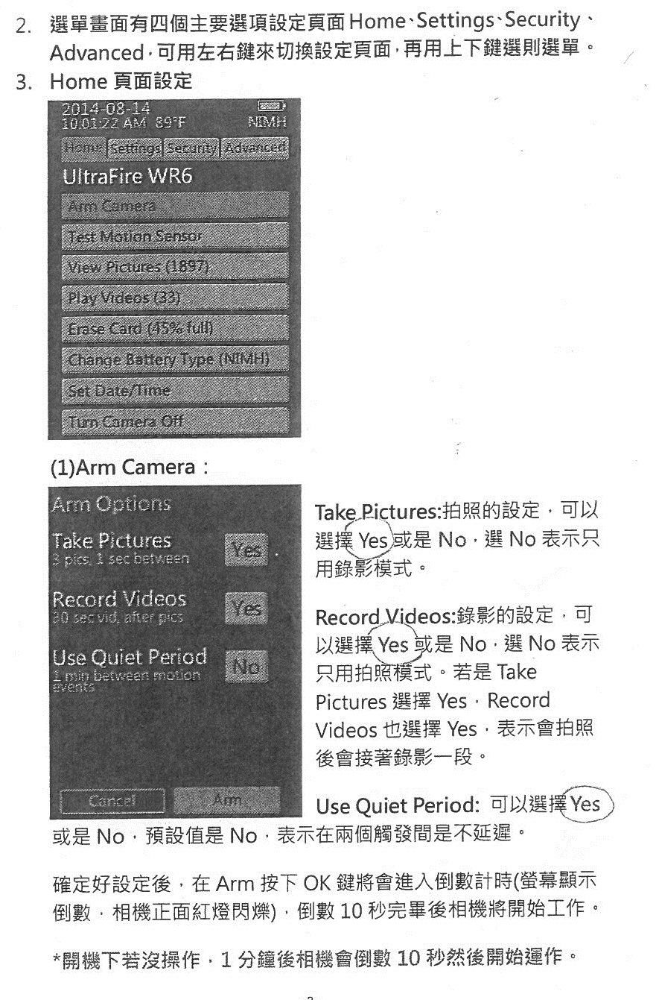 2. 選單畫面有四個主要選項設定頁面 Home、Settings、Security、
Advanced，可用左右鍵來切換設定頁面，再用上下鍵選則選單。
3. Home 頁面設定
2014-08-14
10:01:22 AM 89°F NIMH
Home Settings Security Advanced
UltraFire WR6
Arm Camera
Test Motion Sensor
View Pictures (1897)
Play Videos (33)
Erase Card (45% full)
Change Battery Type (NIMH)
Set Date/Time
Turn Camera Off
(1)Arm Camera：
Arm Options
Take Pictures Yes
3 pics, 1 sec between
Record Videos Yes
30 sec vid, after pics
Use Quiet Period No
1 min between motion
events
Cancel Arm
Take Pictures:拍照的設定，可以
選擇 Yes 或是 No，選 No 表示只
用錄影模式。
Record Videos:錄影的設定，可
以選擇 Yes 或是 No，選 No 表示
只用拍照模式。若是 Take
Pictures 選擇 Yes，Record
Videos 也選擇 Yes，表示會拍照
後會接著錄影一段。
Use Quiet Period: 可以選擇 Yes
或是 No，預設值是 No，表示在兩個觸發間是不延遲。
確定好設定後，在 Arm 按下 OK 鍵將會進入倒數計時(螢幕顯示
倒數，相機正面紅燈閃爍)，倒數 10 秒完畢後相機將開始工作。
*開機下若沒操作，1 分鐘後相機會倒數 10 秒然後開始運作。